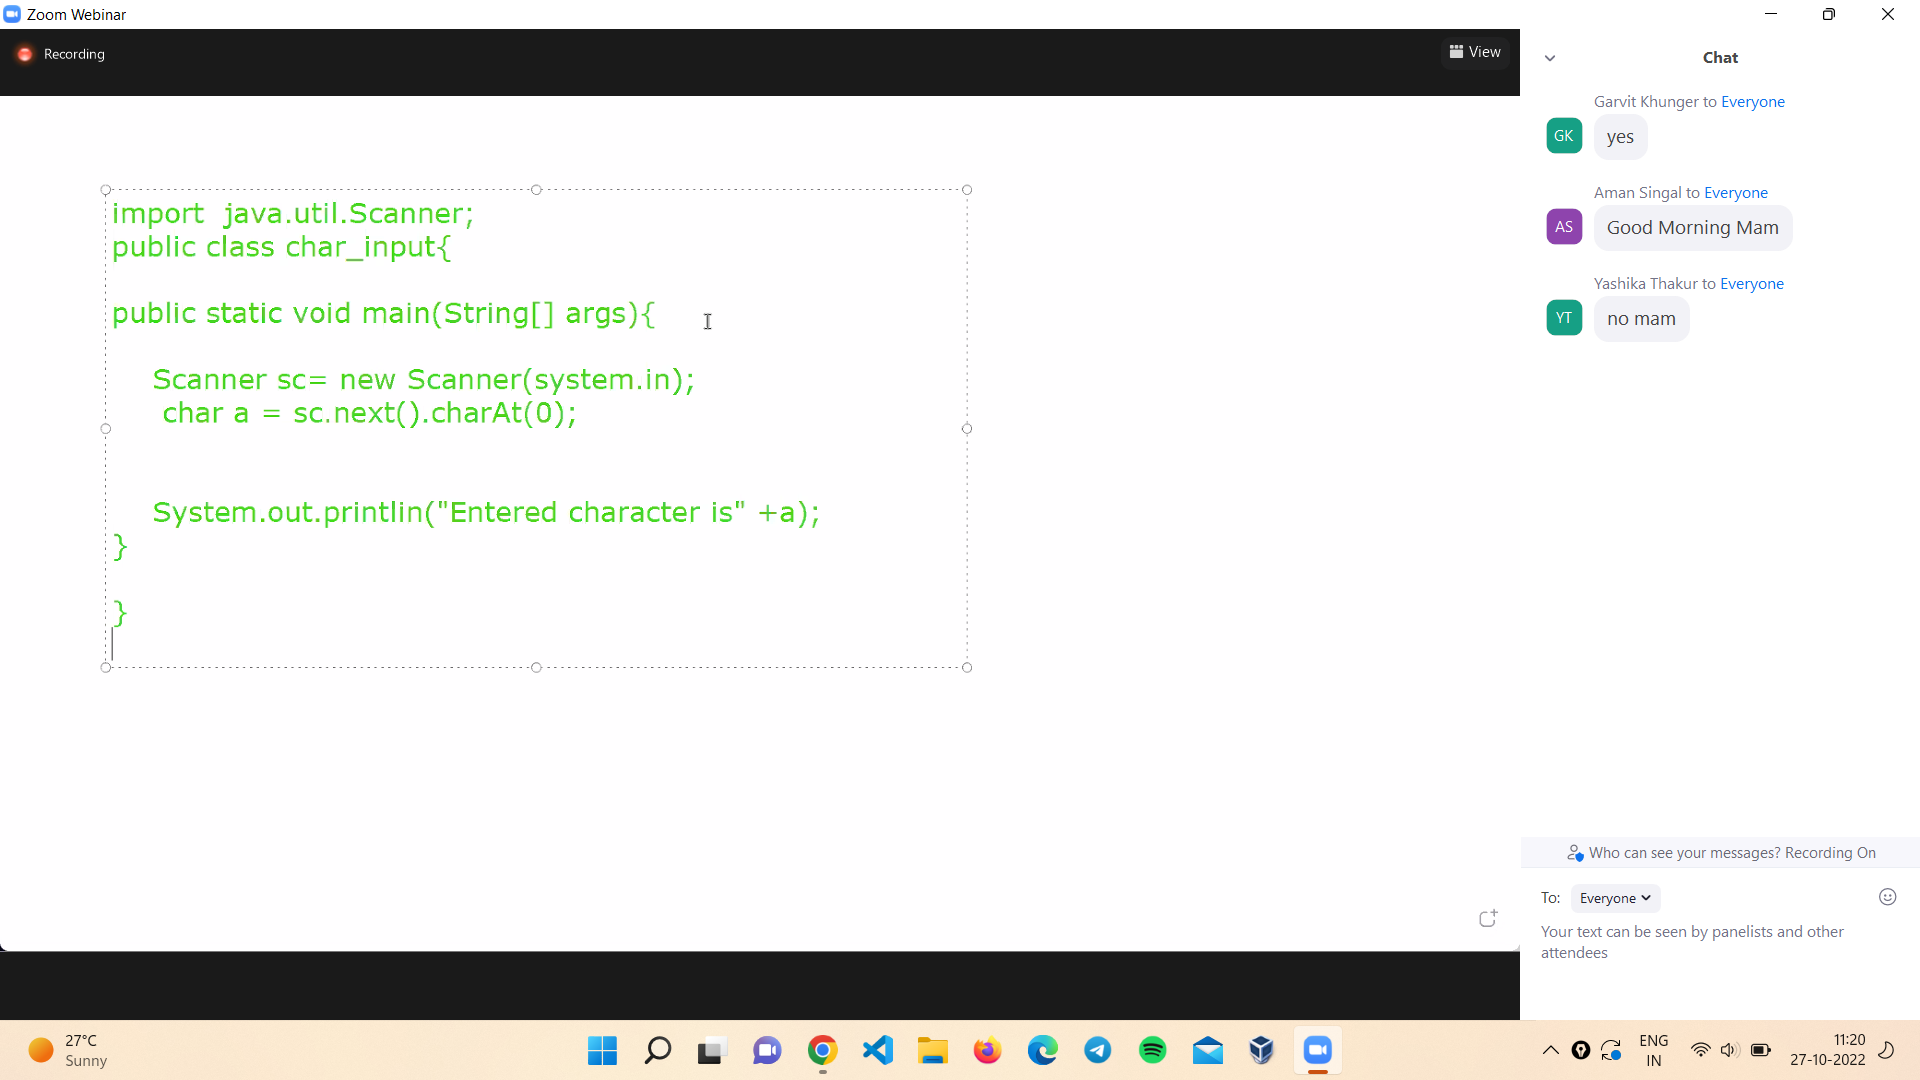 Zoom Webinar
Recording
View
import  java.util.Scanner;
public class char_input{
public static void main(String[] args){
Scanner sc= new Scanner(system.in);
char a = sc.next().charAt(0);
System.out.printlin("Entered character is" +a);
}
}
Chat
Garvit Khunger to Everyone
GK
yes
Aman Singal to Everyone
AS
Good Morning Mam
Yashika Thakur to Everyone
YT
no mam
Who can see your messages? Recording On
To: Everyone
Your text can be seen by panelists and other
attendees
27°C
Sunny
ENG
IN
11:20
27-10-2022